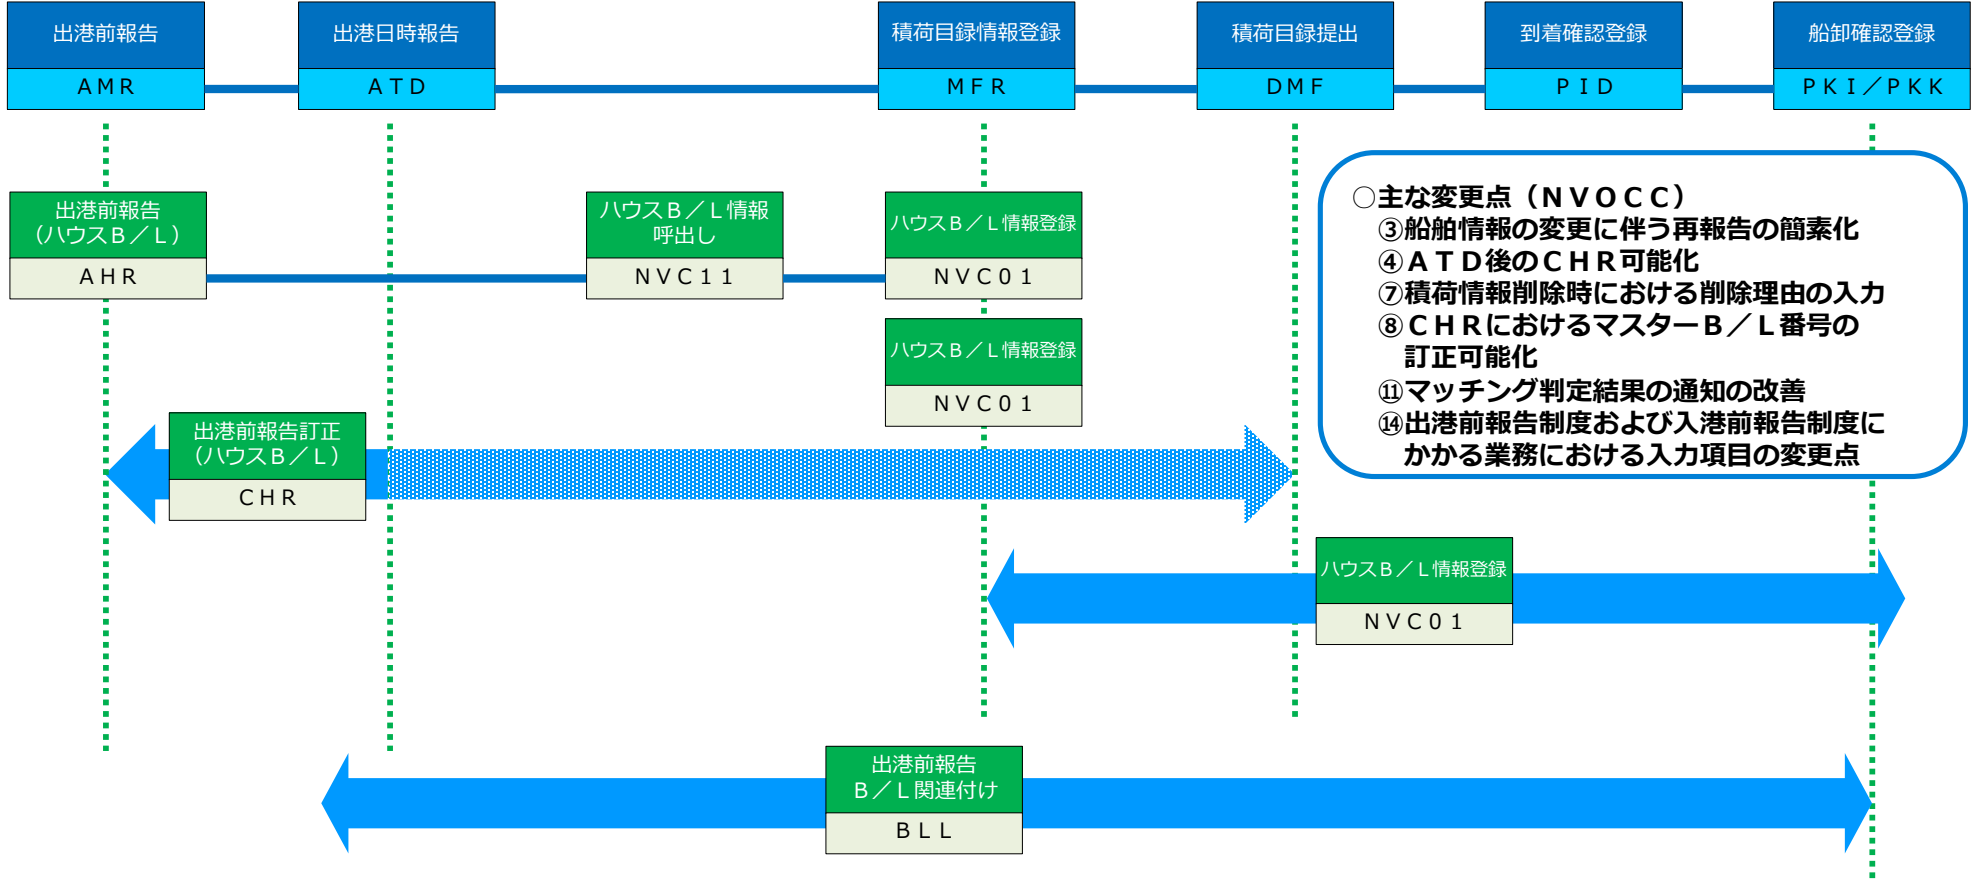 出港前報告
ＡＭＲ
出港日時報告
ＡＴＤ
積荷目録情報登録
ＭＦＲ
積荷目録提出
ＤＭＦ
到着確認登録
ＰＩＤ
船卸確認登録
ＰＫＩ／ＰＫＫ
出港前報告
（ハウスＢ／Ｌ）
ＡＨＲ
ハウスＢ／Ｌ情報
呼出し
ＮＶＣ１１
ハウスＢ／Ｌ情報登録
ＮＶＣ０１
ハウスＢ／Ｌ情報登録
ＮＶＣ０１
○主な変更点（ＮＶＯＣＣ）
③船舶情報の変更に伴う再報告の簡素化
④ＡＴＤ後のＣＨＲ可能化
⑦積荷情報削除時における削除理由の入力
⑧ＣＨＲにおけるマスターＢ／Ｌ番号の
訂正可能化
⑪マッチング判定結果の通知の改善
⑭出港前報告制度および入港前報告制度に
かかる業務における入力項目の変更点
出港前報告訂正
（ハウスＢ／Ｌ）
ＣＨＲ
ハウスＢ／Ｌ情報登録
ＮＶＣ０１
出港前報告
Ｂ／Ｌ関連付け
ＢＬＬ